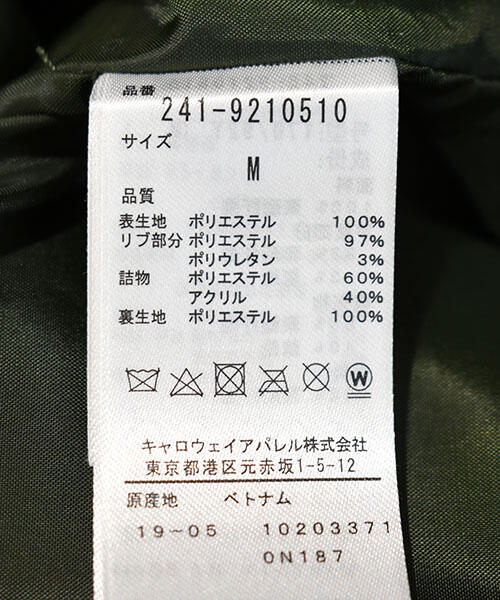 品番
241-9210510
サイズ
M
品質
表生地 ポリエステル 100%
リブ部分 ポリエステル 97%
ポリウレタン 3%
詰物 ポリエステル 60%
アクリル 40%
裏生地 ポリエステル 100%
W
キャロウェイアパレル株式会社
東京都港区元赤坂1-5-12
原産地 ベトナム
19-05 10203371
0N187